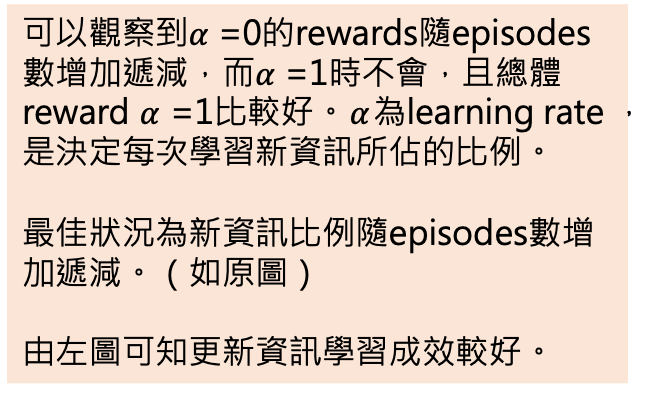 可以觀察到α =0的rewards隨episodes
數增加遞減，而α =1時不會，且總體
reward α =1比較好。α為learning rate ，
是決定每次學習新資訊所佔的比例。
最佳狀況為新資訊比例隨episodes數增
加遞減。（如原圖）
由左圖可知更新資訊學習成效較好。